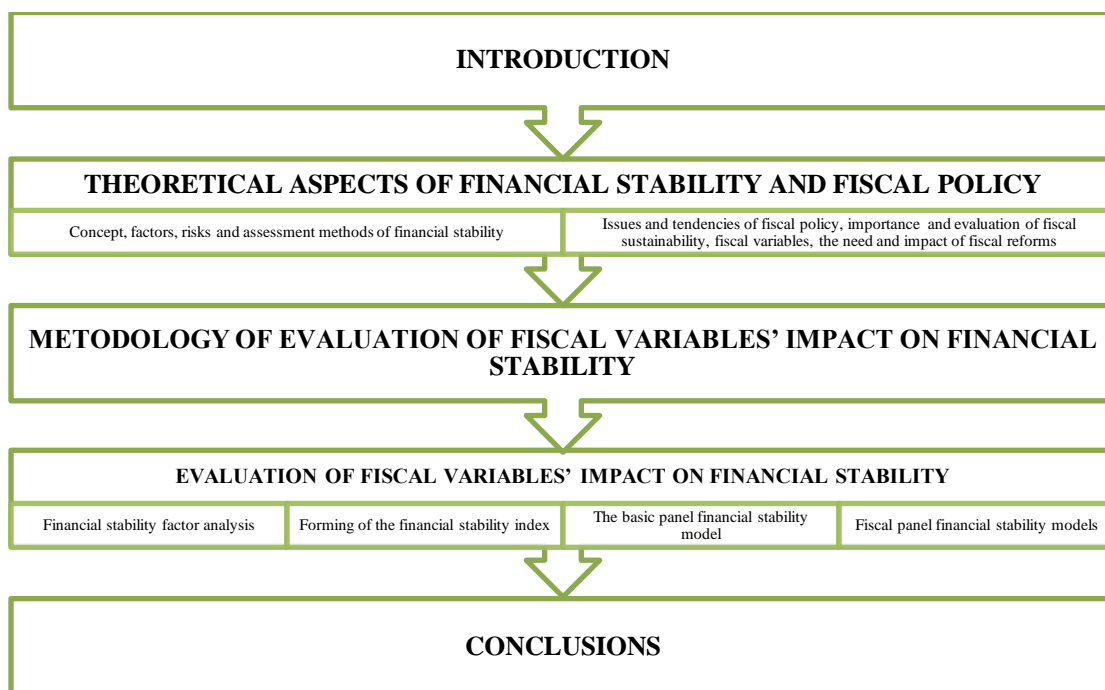 INTRODUCTION
THEORETICAL ASPECTS OF FINANCIAL STABILITY AND FISCAL POLICY
Concept, factors, risks and assessment methods of financial stability
Issues and tendencies of fiscal policy, importance and evaluation of fiscal
sustainability, fiscal variables, the need and impact of fiscal reforms
METODOLOGY OF EVALUATION OF FISCAL VARIABLES’ IMPACT ON FINANCIAL
STABILITY
EVALUATION OF FISCAL VARIABLES’ IMPACT ON FINANCIAL STABILITY
Financial stability factor analysis
Forming of the financial stability index
The basic panel financial stability
model
Fiscal panel financial stability models
CONCLUSIONS